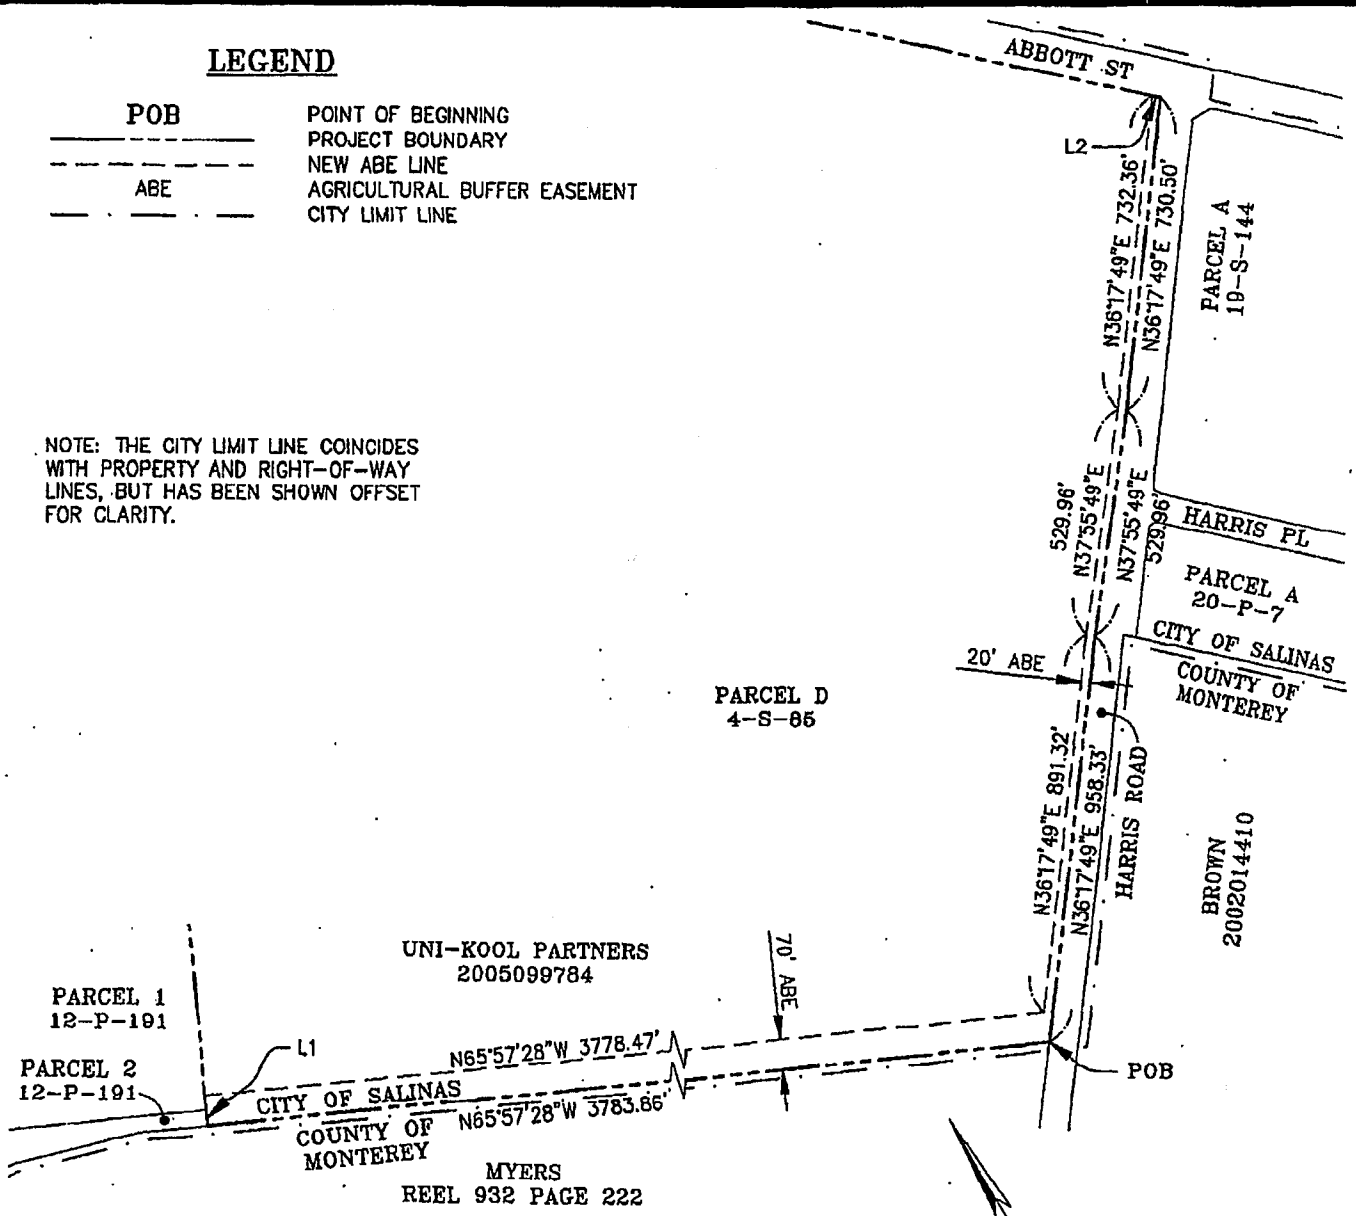 LEGEND
POB POINT OF BEGINNING
PROJECT BOUNDARY
NEW ABE LINE
ABE AGRICULTURAL BUFFER EASEMENT
CITY LIMIT LINE
NOTE: THE CITY LIMIT LINE COINCIDES
WITH PROPERTY AND RIGHT-OF-WAY
LINES, BUT HAS BEEN SHOWN OFFSET
FOR CLARITY.
ABBOTT ST
L2
N36°17'49"E 732.36'
N36°17'49"E 730.50'
PARCEL A
19-S-144
529.96'
N37°55'49"E
N37°55'49"E
529.96'
HARRIS PL
PARCEL A
20-P-7
CITY OF SALINAS
COUNTY OF
MONTEREY
20' ABE
PARCEL D
4-S-85
N36°17'49"E 891.32'
N36°17'49"E 958.33'
HARRIS ROAD
BROWN
2002014410
UNI-KOOL PARTNERS
2005099784
70' ABE
PARCEL 1
12-P-191
PARCEL 2
12-P-191
L1
N65°57'28"W 3778.47'
CITY OF SALINAS
N65°57'28"W 3783.86'
COUNTY OF
MONTEREY
POB
MYERS
REEL 932 PAGE 222